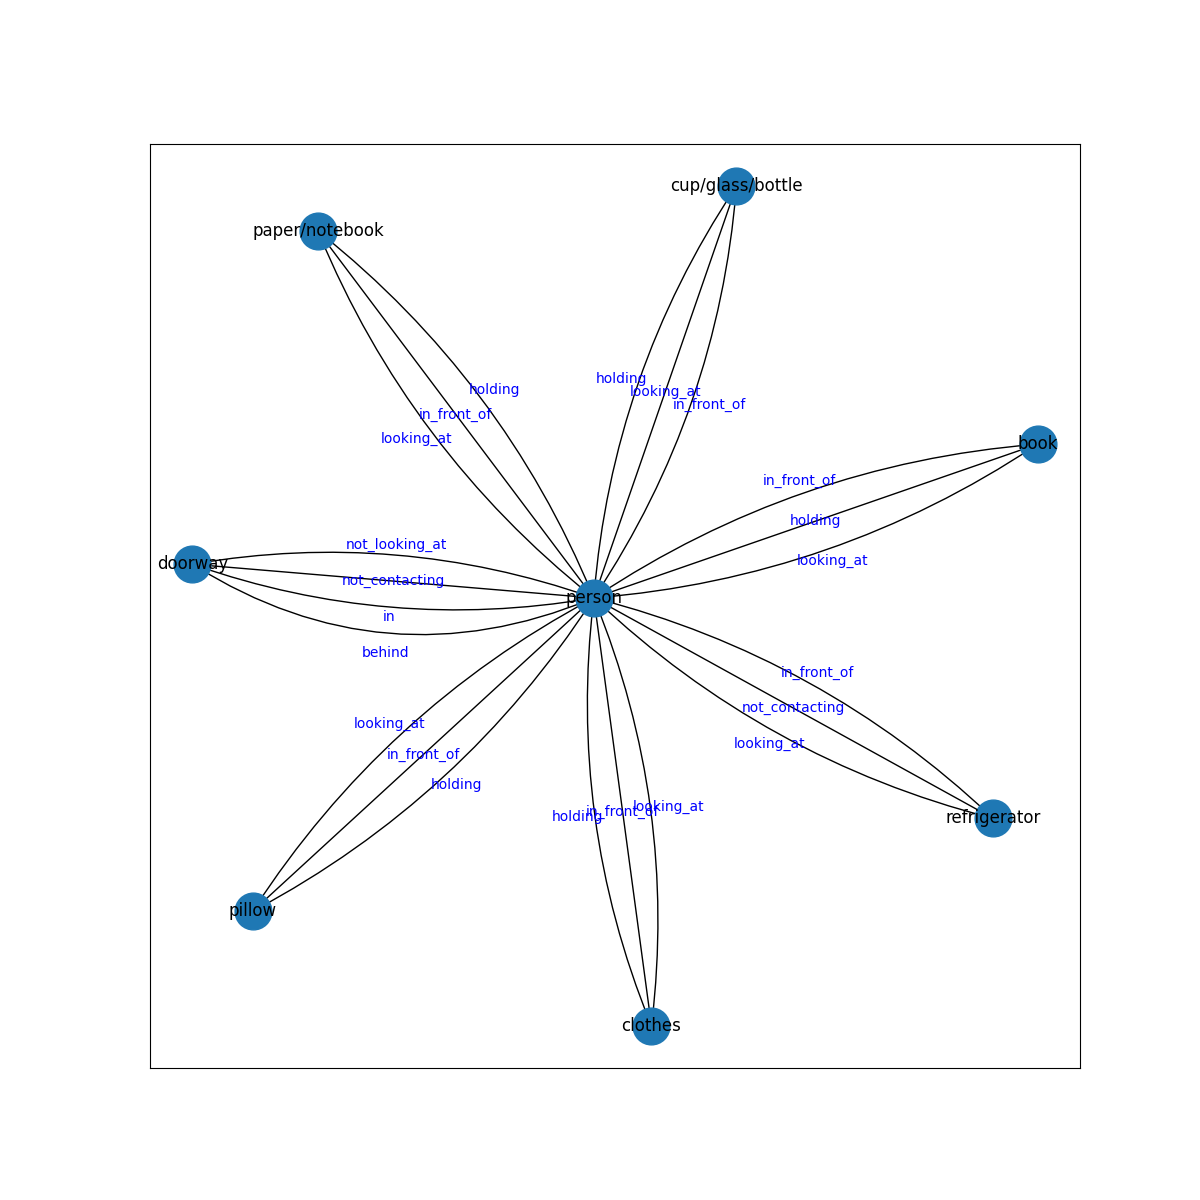 cup/glass/bottle
paper/notebook
holding
looking_at
in_front_of
holding
in_front_of
looking_at
book
in_front_of
holding
looking_at
not_looking_at
doorway
not_contacting
in
behind
person
in_front_of
not_contacting
looking_at
looking_at
in_front_of
holding
holding
in_front_of
looking_at
refrigerator
pillow
clothes